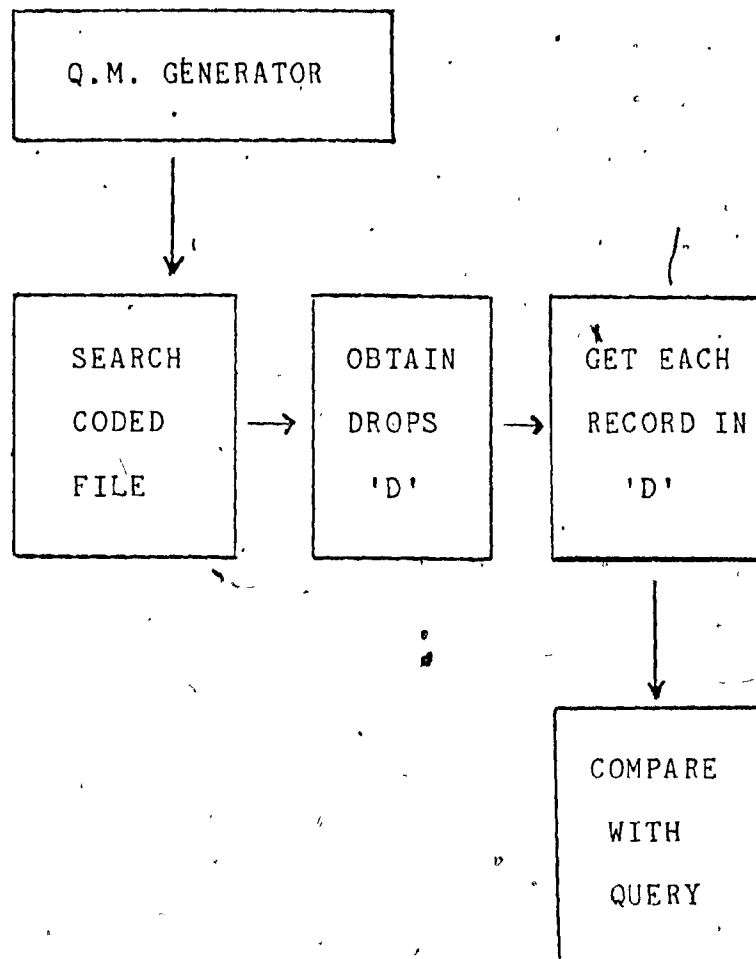 Q.M. GENERATOR
SEARCH
CODED
FILE
OBTAIN
DROPS
'D'
GET EACH
RECORD IN
'D'
COMPARE
WITH
QUERY